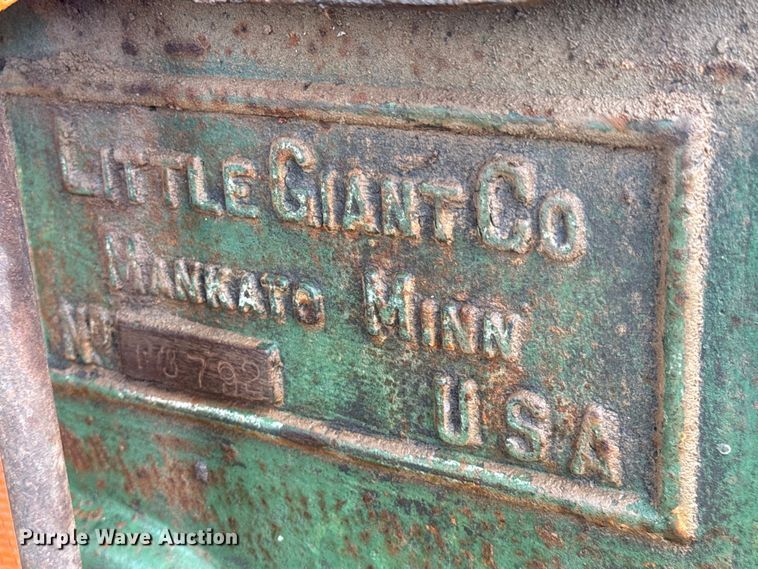 LITTLE GIANT CO
MANKATO MINN
NO
USA
Purple Wave Auction